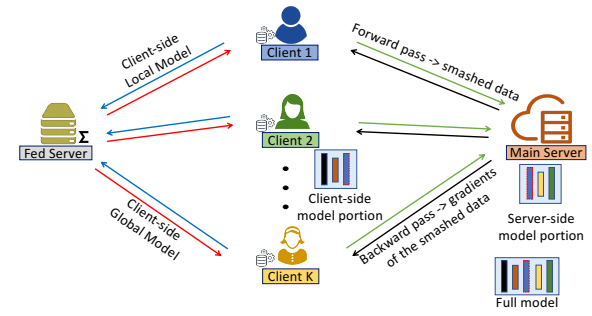 Client-side
Local Model
Client 1
Forward pass -> smashed data
Σ
Fed Server
Client 2
Main Server
Client-side
model portion
Client-side
Global Model
Client K
Backward pass -> gradients
of the smashed data
Server-side
model portion
Full model